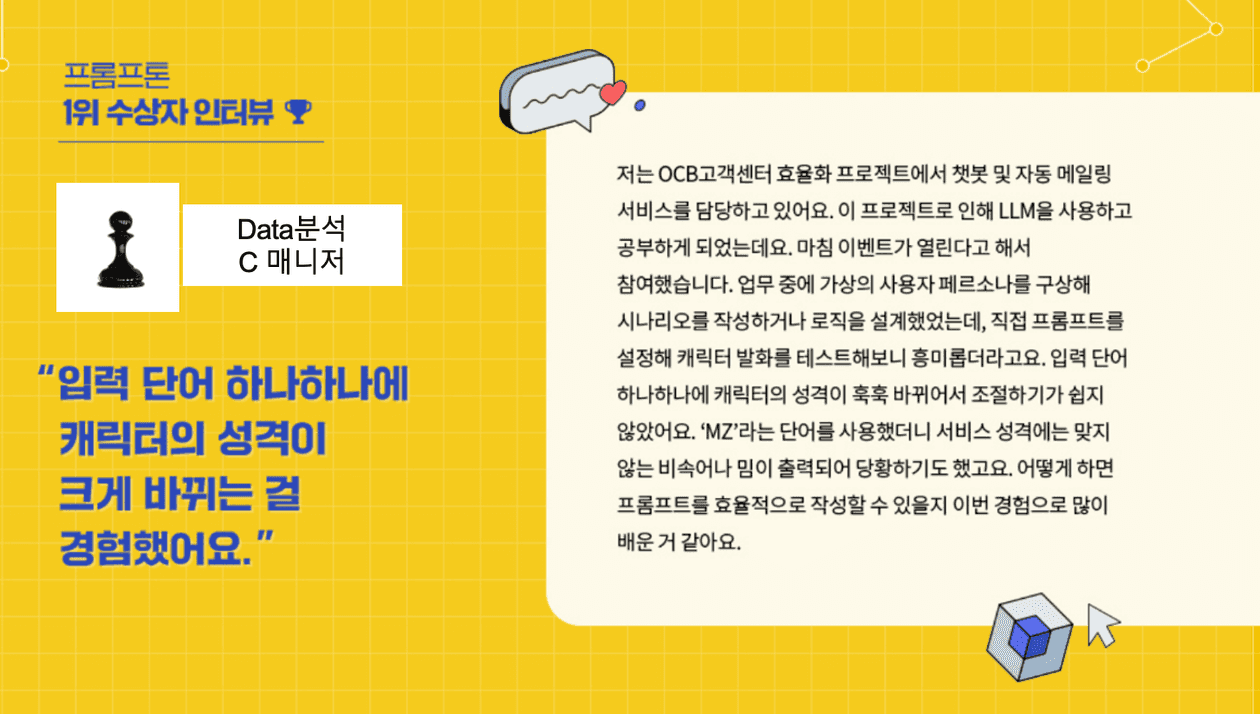 프롬프톤
1위 수상자 인터뷰
Data분석
C 매니저
“입력 단어 하나하나에
캐릭터의 성격이
크게 바뀌는 걸
경험했어요.”
저는 OCB고객센터 효율화 프로젝트에서 챗봇 및 자동 메일링
서비스를 담당하고 있어요. 이 프로젝트로 인해 LLM을 사용하고
공부하게 되었는데요. 마침 이벤트가 열린다고 해서
참여했습니다. 업무 중에 가상의 사용자 페르소나를 구상해
시나리오를 작성하거나 로직을 설계했었는데, 직접 프롬프트를
설정해 캐릭터 발화를 테스트해보니 흥미롭더라고요. 입력 단어
하나하나에 캐릭터의 성격이 훅훅 바뀌어서 조절하기가 쉽지
않았어요. ‘MZ’라는 단어를 사용했더니 서비스 성격에는 맞지
않는 비속어나 밈이 출력되어 당황하기도 했고요. 어떻게 하면
프롬프트를 효율적으로 작성할 수 있을지 이번 경험으로 많이
배운 거 같아요.